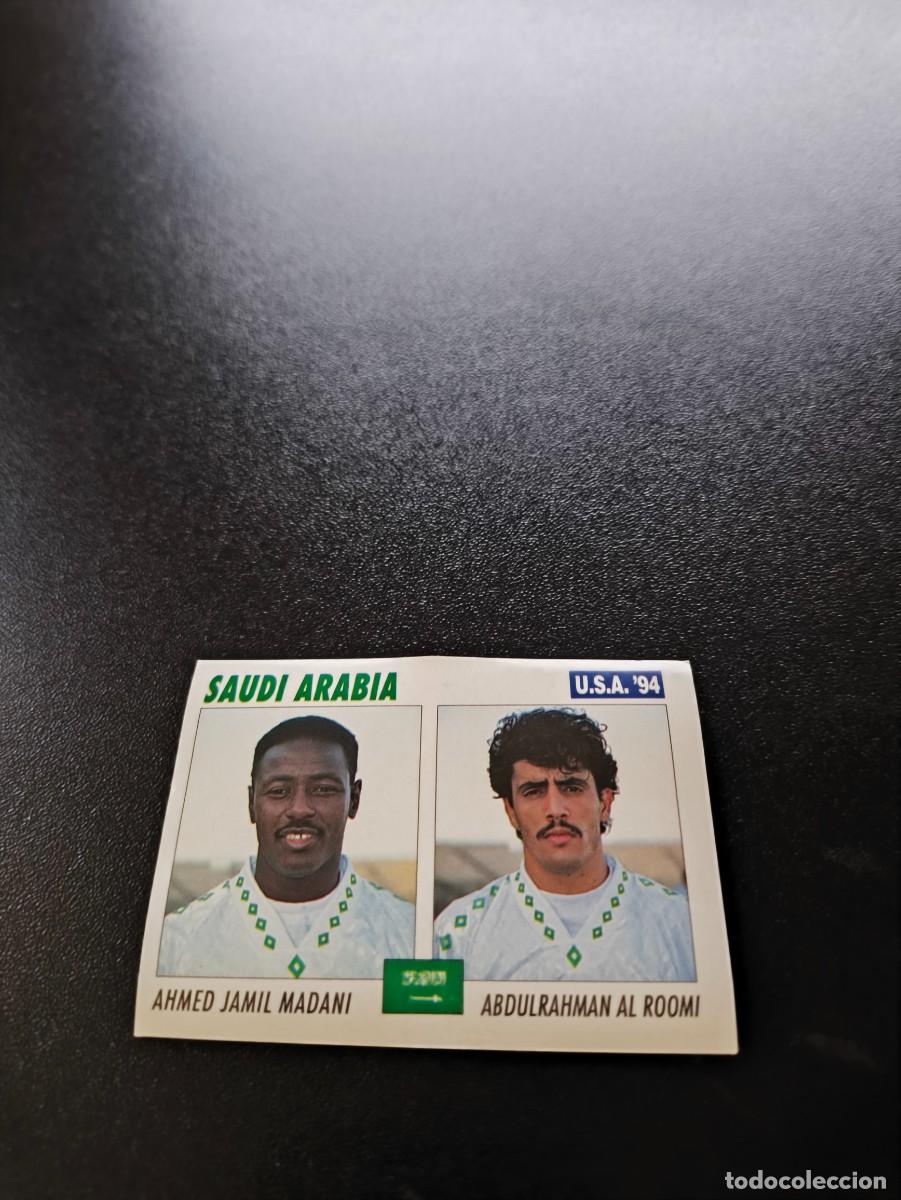 SAUDI ARABIA
U.S.A. '94
AHMED JAMIL MADANI
ABDULRAHMAN AL ROOMI
todocoleccion